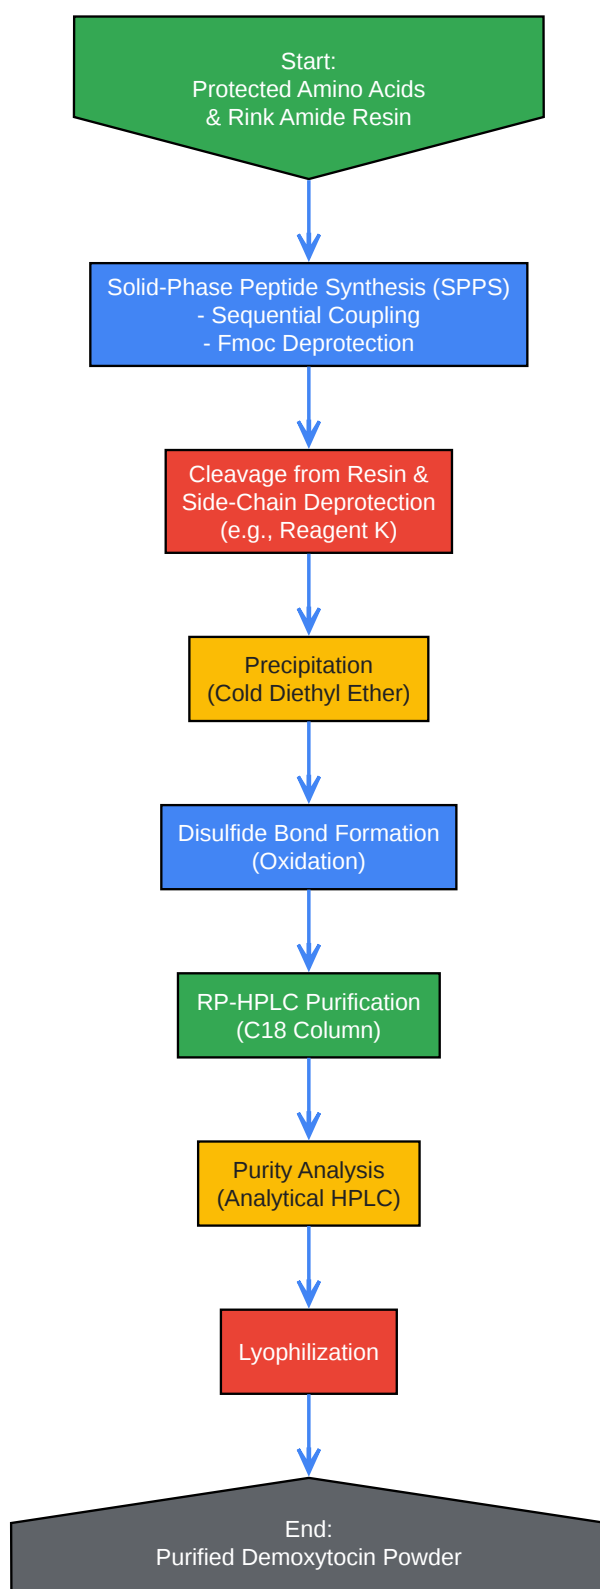 Start:
Protected Amino Acids
& Rink Amide Resin
Solid-Phase Peptide Synthesis (SPPS)
- Sequential Coupling
- Fmoc Deprotection
Cleavage from Resin &
Side-Chain Deprotection
(e.g., Reagent K)
Precipitation
(Cold Diethyl Ether)
Disulfide Bond Formation
(Oxidation)
RP-HPLC Purification
(C18 Column)
Purity Analysis
(Analytical HPLC)
Lyophilization
End:
Purified Demoxytocin Powder